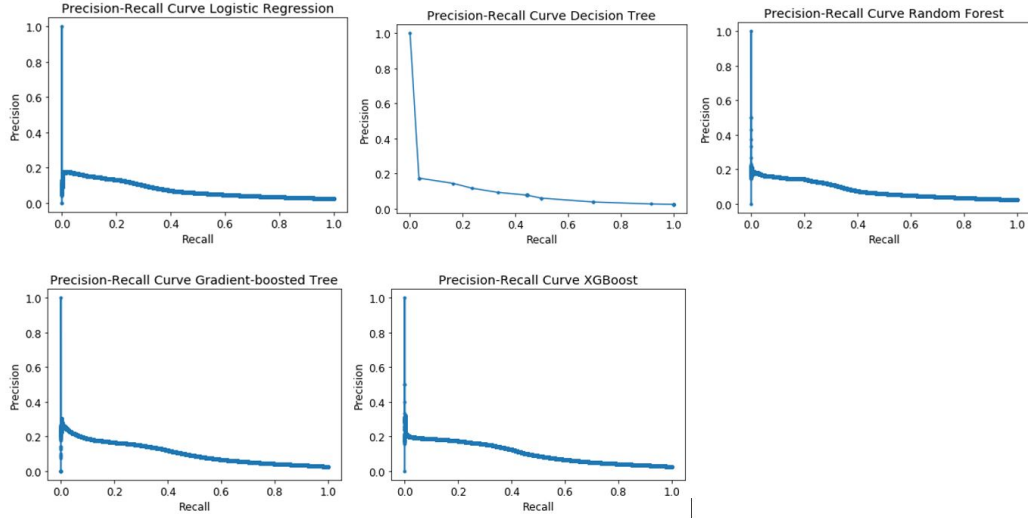 Precision-Recall Curve Logistic Regression
1.0
0.8
0.6
0.4
0.2
0.0
Precision
0.0 0.2 0.4 0.6 0.8 1.0
Recall
Precision-Recall Curve Decision Tree
1.0
0.8
0.6
0.4
0.2
0.0
Precision
0.0 0.2 0.4 0.6 0.8 1.0
Recall
Precision-Recall Curve Random Forest
1.0
0.8
0.6
0.4
0.2
0.0
Precision
0.0 0.2 0.4 0.6 0.8 1.0
Recall
Precision-Recall Curve Gradient-boosted Tree
1.0
0.8
0.6
0.4
0.2
0.0
Precision
0.0 0.2 0.4 0.6 0.8 1.0
Recall
Precision-Recall Curve XGBoost
1.0
0.8
0.6
0.4
0.2
0.0
Precision
0.0 0.2 0.4 0.6 0.8 1.0
Recall